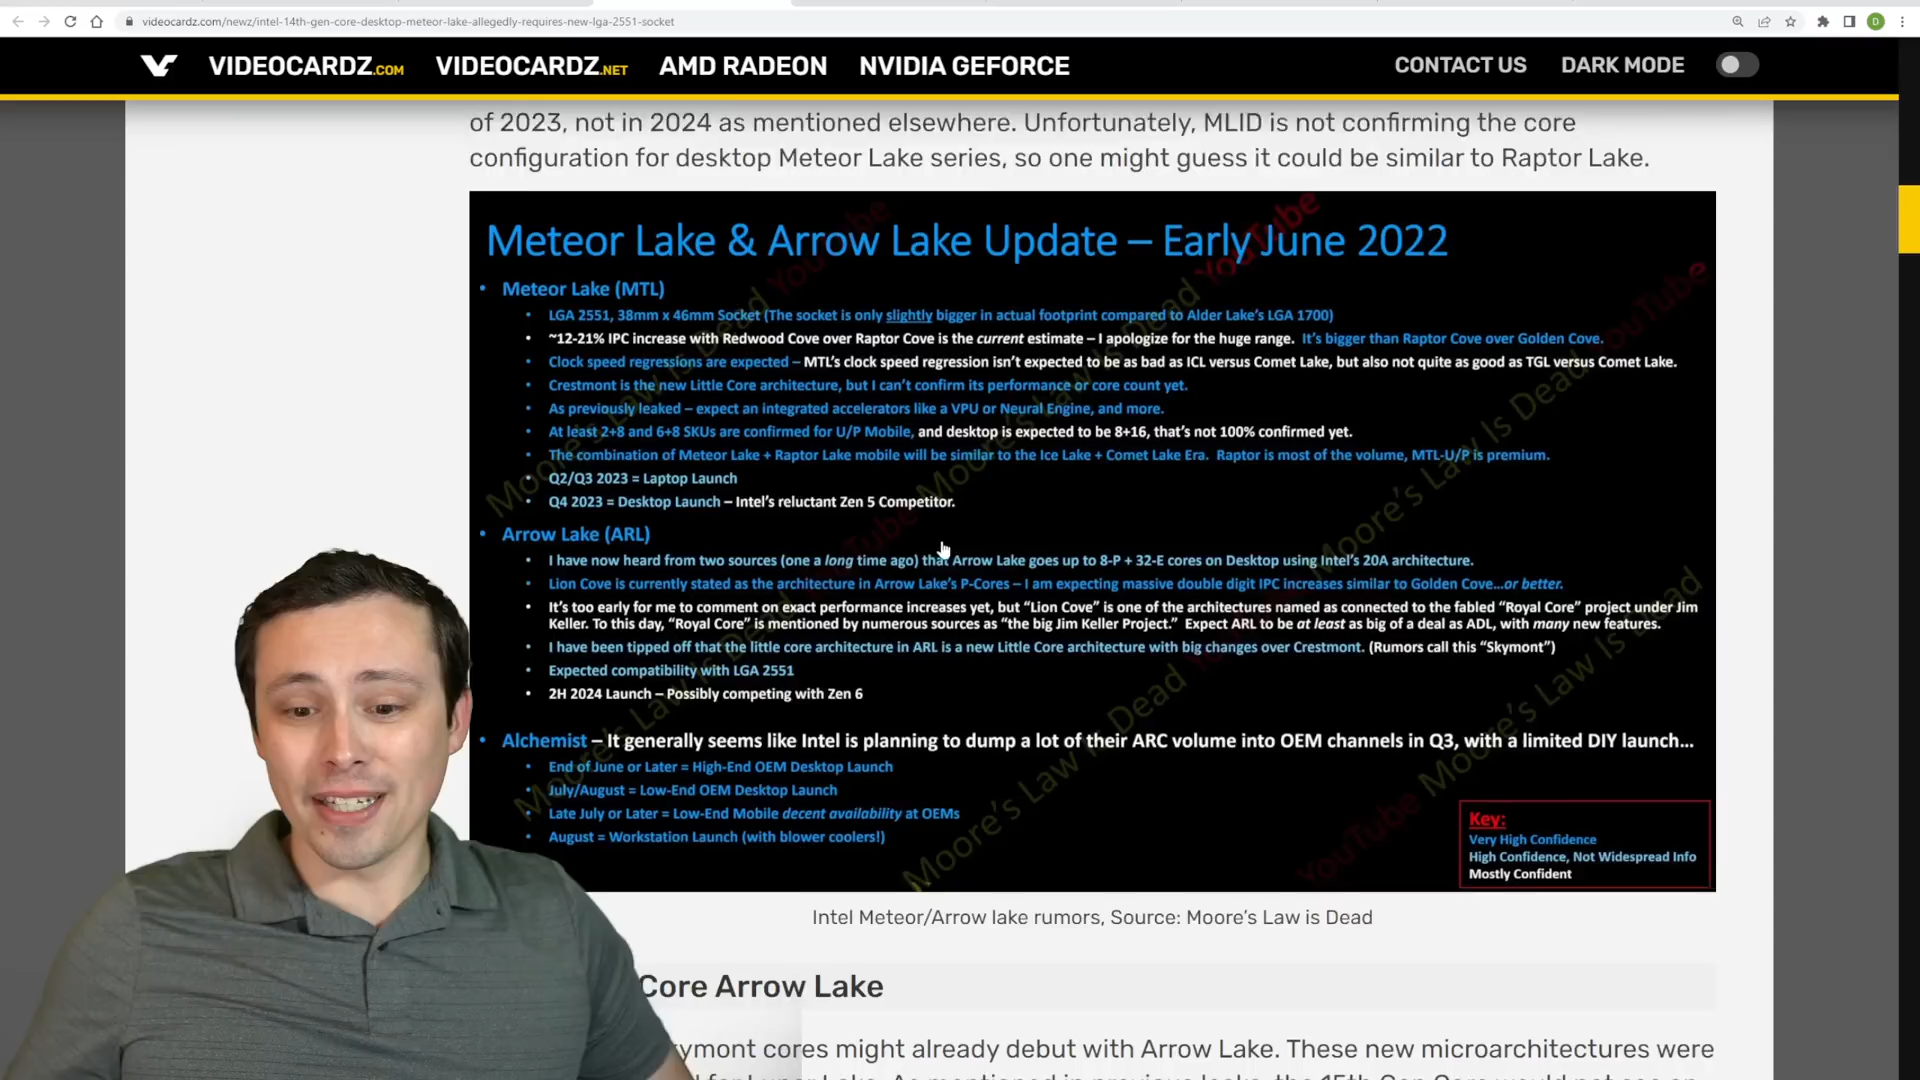 videocardz.com/newz/intel-14th-gen-core-desktop-meteor-lake-allegedly-requires-new-lga-2551-socket
D
VIDEOCARDZ.COM VIDEOCARDZ.NET AMD RADEON NVIDIA GEFORCE CONTACT US DARK MODE
of 2023, not in 2024 as mentioned elsewhere. Unfortunately, MLID is not confirming the core
configuration for desktop Meteor Lake series, so one might guess it could be similar to Raptor Lake.
Meteor Lake & Arrow Lake Update – Early June 2022
• Meteor Lake (MTL)
• LGA 2551, 38mm x 46mm Socket (The socket is only slightly bigger in actual footprint compared to Alder Lake's LGA 1700)
• ~12-21% IPC increase with Redwood Cove over Raptor Cove is the current estimate – I apologize for the huge range. It's bigger than Raptor Cove over Golden Cove.
• Clock speed regressions are expected – MTL's clock speed regression isn't expected to be as bad as ICL versus Comet Lake, but also not quite as good as TGL versus Comet Lake.
• Crestmont is the new Little Core architecture, but I can't confirm its performance or core count yet.
• As previously leaked – expect an integrated accelerators like a VPU or Neural Engine, and more.
• At least 2+8 and 6+8 SKUs are confirmed for U/P Mobile, and desktop is expected to be 8+16, that's not 100% confirmed yet.
• The combination of Meteor Lake + Raptor Lake mobile will be similar to the Ice Lake + Comet Lake Era. Raptor is most of the volume, MTL-U/P is premium.
• Q2/Q3 2023 = Laptop Launch
• Q4 2023 = Desktop Launch – Intel's reluctant Zen 5 Competitor.
• Arrow Lake (ARL)
• I have now heard from two sources (one a long time ago) that Arrow Lake goes up to 8-P + 32-E cores on Desktop using Intel's 20A architecture.
• Lion Cove is currently stated as the architecture in Arrow Lake's P-Cores – I am expecting massive double digit IPC increases similar to Golden Cove...or better.
• It's too early for me to comment on exact performance increases yet, but "Lion Cove" is one of the architectures named as connected to the fabled "Royal Core" project under Jim
Keller. To this day, "Royal Core" is mentioned by numerous sources as "the big Jim Keller Project." Expect ARL to be at least as big of a deal as ADL, with many new features.
• I have been tipped off that the little core architecture in ARL is a new Little Core architecture with big changes over Crestmont. (Rumors call this "Skymont")
• Expected compatibility with LGA 2551
• 2H 2024 Launch – Possibly competing with Zen 6
• Alchemist – It generally seems like Intel is planning to dump a lot of their ARC volume into OEM channels in Q3, with a limited DIY launch...
• End of June or Later = High-End OEM Desktop Launch
• July/August = Low-End OEM Desktop Launch
• Late July or Later = Low-End Mobile decent availability at OEMs
• August = Workstation Launch (with blower coolers!)
Key:
Very High Confidence
High Confidence, Not Widespread Info
Mostly Confident
Moore's Law Is Dead YouTube
Moore's Law Is Dead YouTube
Moore's Law Is Dead YouTube
Intel Meteor/Arrow lake rumors, Source: Moore's Law is Dead
Core Arrow Lake
ymont cores might already debut with Arrow Lake. These new microarchitectures were